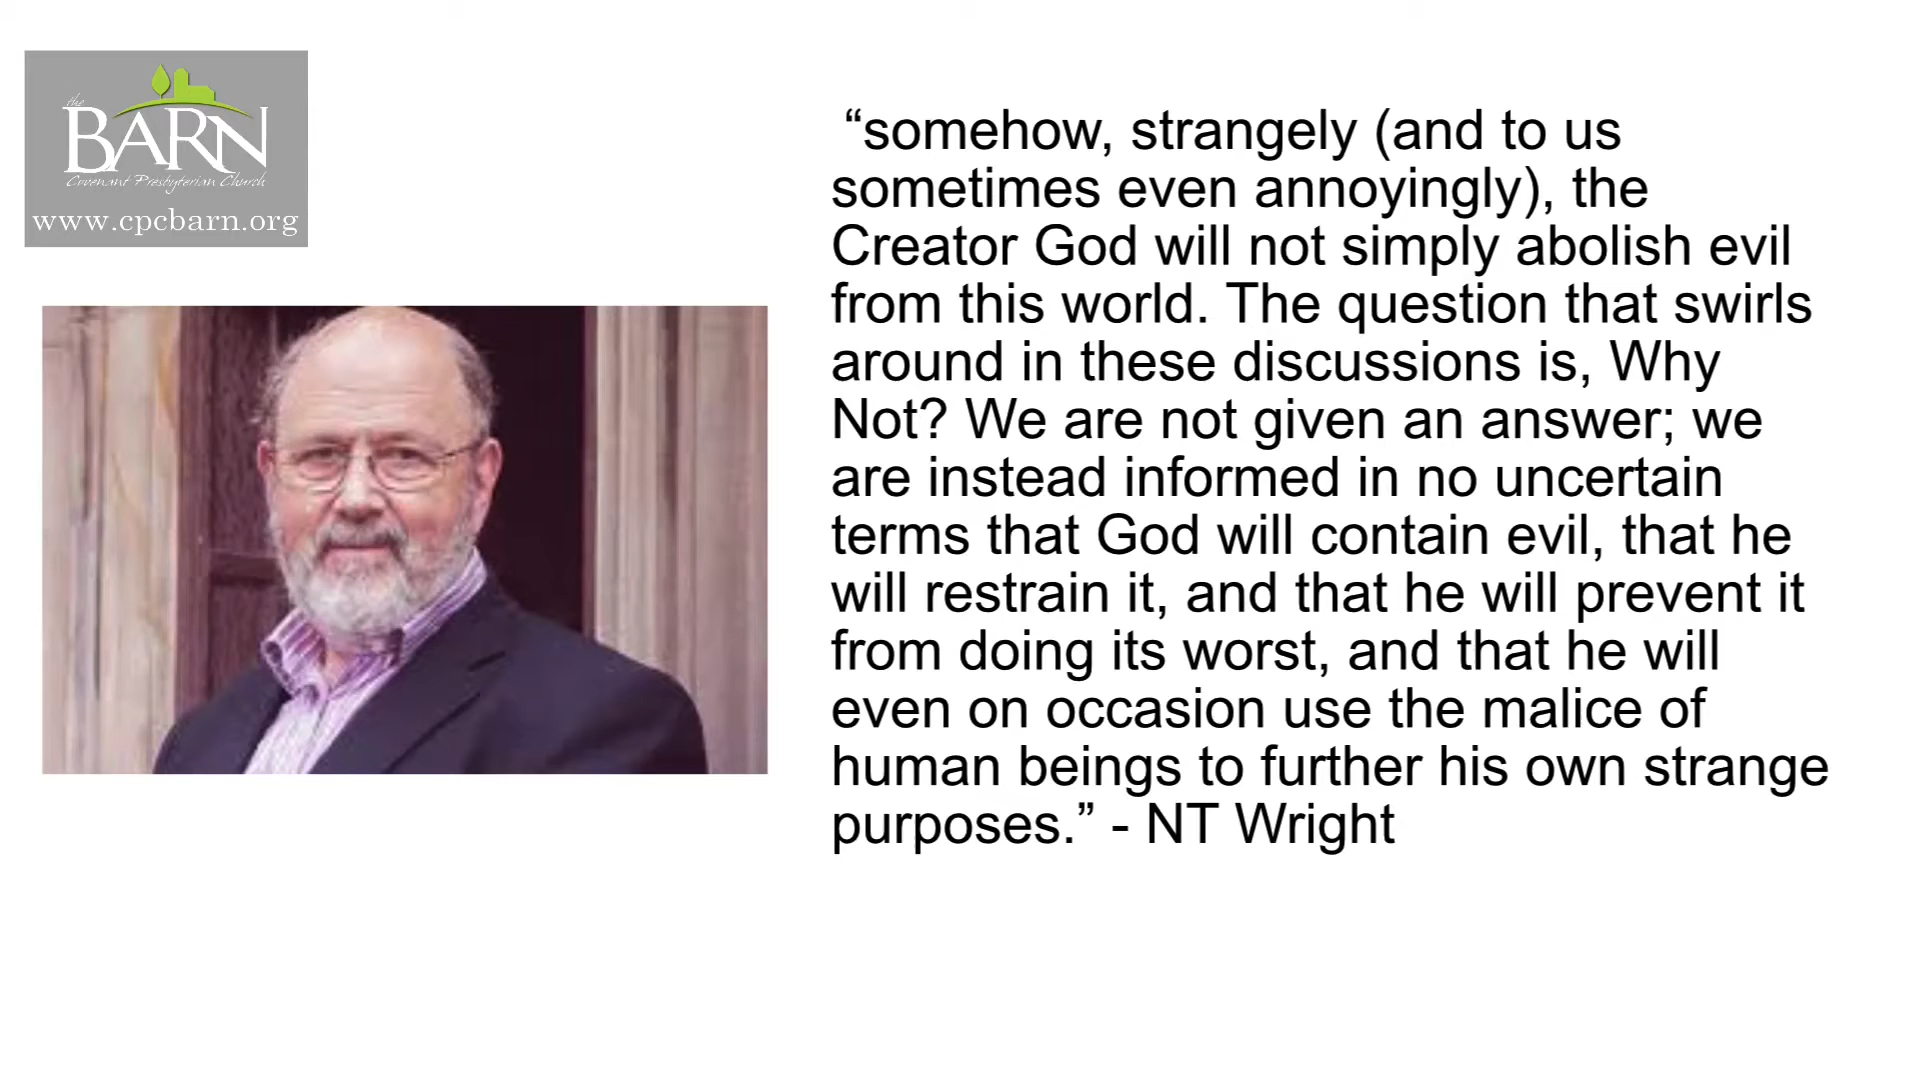 the
BARN
Covenant Presbyterian Church
www.cpcbarn.org
“somehow, strangely (and to us
sometimes even annoyingly), the
Creator God will not simply abolish evil
from this world. The question that swirls
around in these discussions is, Why
Not? We are not given an answer; we
are instead informed in no uncertain
terms that God will contain evil, that he
will restrain it, and that he will prevent it
from doing its worst, and that he will
even on occasion use the malice of
human beings to further his own strange
purposes.” - NT Wright